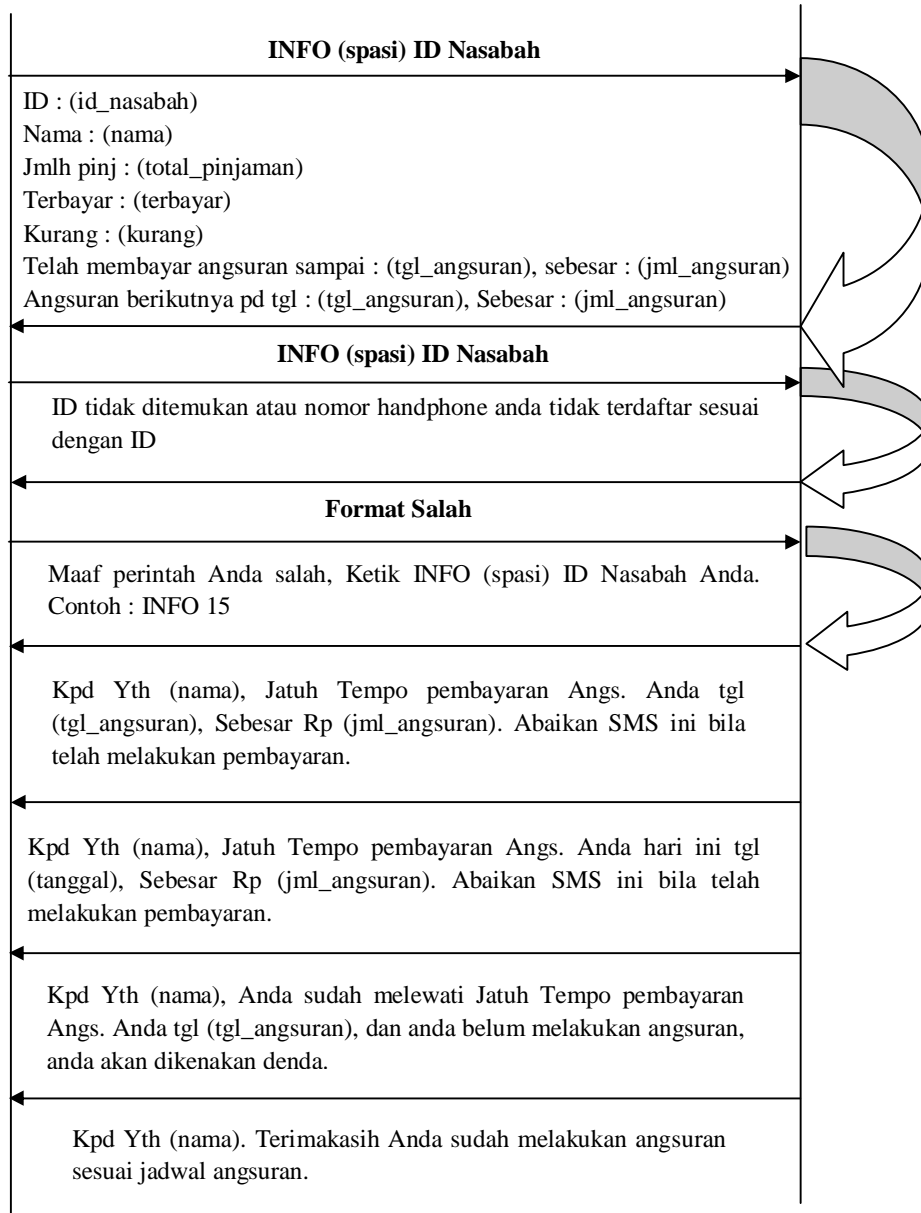 INFO (spasi) ID Nasabah
ID : (id_nasabah)
Nama : (nama)
Jmlh pinj : (total_pinjaman)
Terbayar : (terbayar)
Kurang : (kurang)
Telah membayar angsuran sampai : (tgl_angsuran), sebesar : (jml_angsuran)
Angsuran berikutnya pd tgl : (tgl_angsuran), Sebesar : (jml_angsuran)
INFO (spasi) ID Nasabah
ID tidak ditemukan atau nomor handphone anda tidak terdaftar sesuai
dengan ID
Format Salah
Maaf perintah Anda salah, Ketik INFO (spasi) ID Nasabah Anda.
Contoh : INFO 15
Kpd Yth (nama), Jatuh Tempo pembayaran Angs. Anda tgl
(tgl_angsuran), Sebesar Rp (jml_angsuran). Abaikan SMS ini bila
telah melakukan pembayaran.
Kpd Yth (nama), Jatuh Tempo pembayaran Angs. Anda hari ini tgl
(tanggal), Sebesar Rp (jml_angsuran). Abaikan SMS ini bila telah
melakukan pembayaran.
Kpd Yth (nama), Anda sudah melewati Jatuh Tempo pembayaran
Angs. Anda tgl (tgl_angsuran), dan anda belum melakukan angsuran,
anda akan dikenakan denda.
Kpd Yth (nama). Terimakasih Anda sudah melakukan angsuran
sesuai jadwal angsuran.